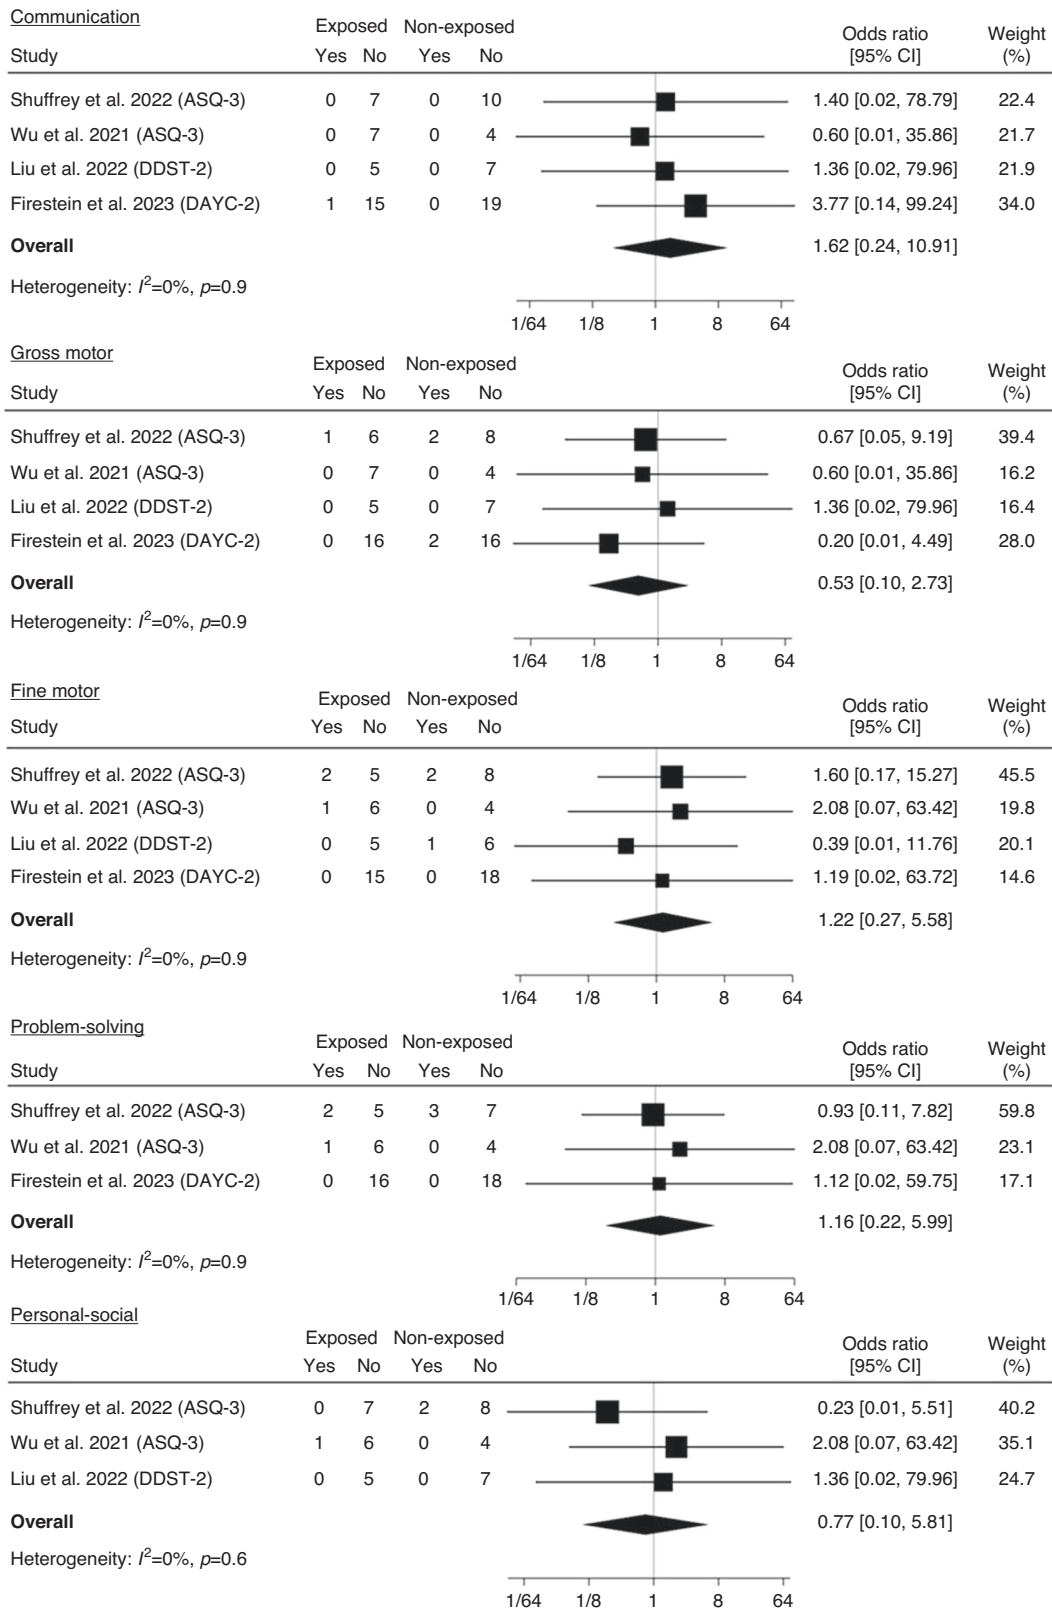 Communication
Exposed Non-exposed Odds ratio Weight
Study Yes No Yes No [95% CI] (%)
Shuffrey et al. 2022 (ASQ-3) 0 7 0 10 1.40 [0.02, 78.79] 22.4
Wu et al. 2021 (ASQ-3) 0 7 0 4 0.60 [0.01, 35.86] 21.7
Liu et al. 2022 (DDST-2) 0 5 0 7 1.36 [0.02, 79.96] 21.9
Firestein et al. 2023 (DAYC-2) 1 15 0 19 3.77 [0.14, 99.24] 34.0
Overall 1.62 [0.24, 10.91]
Heterogeneity: I²=0%, p=0.9
1/64 1/8 1 8 64
Gross motor
Exposed Non-exposed Odds ratio Weight
Study Yes No Yes No [95% CI] (%)
Shuffrey et al. 2022 (ASQ-3) 1 6 2 8 0.67 [0.05, 9.19] 39.4
Wu et al. 2021 (ASQ-3) 0 7 0 4 0.60 [0.01, 35.86] 16.2
Liu et al. 2022 (DDST-2) 0 5 0 7 1.36 [0.02, 79.96] 16.4
Firestein et al. 2023 (DAYC-2) 0 16 2 16 0.20 [0.01, 4.49] 28.0
Overall 0.53 [0.10, 2.73]
Heterogeneity: I²=0%, p=0.9
1/64 1/8 1 8 64
Fine motor
Exposed Non-exposed Odds ratio Weight
Study Yes No Yes No [95% CI] (%)
Shuffrey et al. 2022 (ASQ-3) 2 5 2 8 1.60 [0.17, 15.27] 45.5
Wu et al. 2021 (ASQ-3) 1 6 0 4 2.08 [0.07, 63.42] 19.8
Liu et al. 2022 (DDST-2) 0 5 1 6 0.39 [0.01, 11.76] 20.1
Firestein et al. 2023 (DAYC-2) 0 15 0 18 1.19 [0.02, 63.72] 14.6
Overall 1.22 [0.27, 5.58]
Heterogeneity: I²=0%, p=0.9
1/64 1/8 1 8 64
Problem-solving
Exposed Non-exposed Odds ratio Weight
Study Yes No Yes No [95% CI] (%)
Shuffrey et al. 2022 (ASQ-3) 2 5 3 7 0.93 [0.11, 7.82] 59.8
Wu et al. 2021 (ASQ-3) 1 6 0 4 2.08 [0.07, 63.42] 23.1
Firestein et al. 2023 (DAYC-2) 0 16 0 18 1.12 [0.02, 59.75] 17.1
Overall 1.16 [0.22, 5.99]
Heterogeneity: I²=0%, p=0.9
1/64 1/8 1 8 64
Personal-social
Exposed Non-exposed Odds ratio Weight
Study Yes No Yes No [95% CI] (%)
Shuffrey et al. 2022 (ASQ-3) 0 7 2 8 0.23 [0.01, 5.51] 40.2
Wu et al. 2021 (ASQ-3) 1 6 0 4 2.08 [0.07, 63.42] 35.1
Liu et al. 2022 (DDST-2) 0 5 0 7 1.36 [0.02, 79.96] 24.7
Overall 0.77 [0.10, 5.81]
Heterogeneity: I²=0%, p=0.6
1/64 1/8 1 8 64